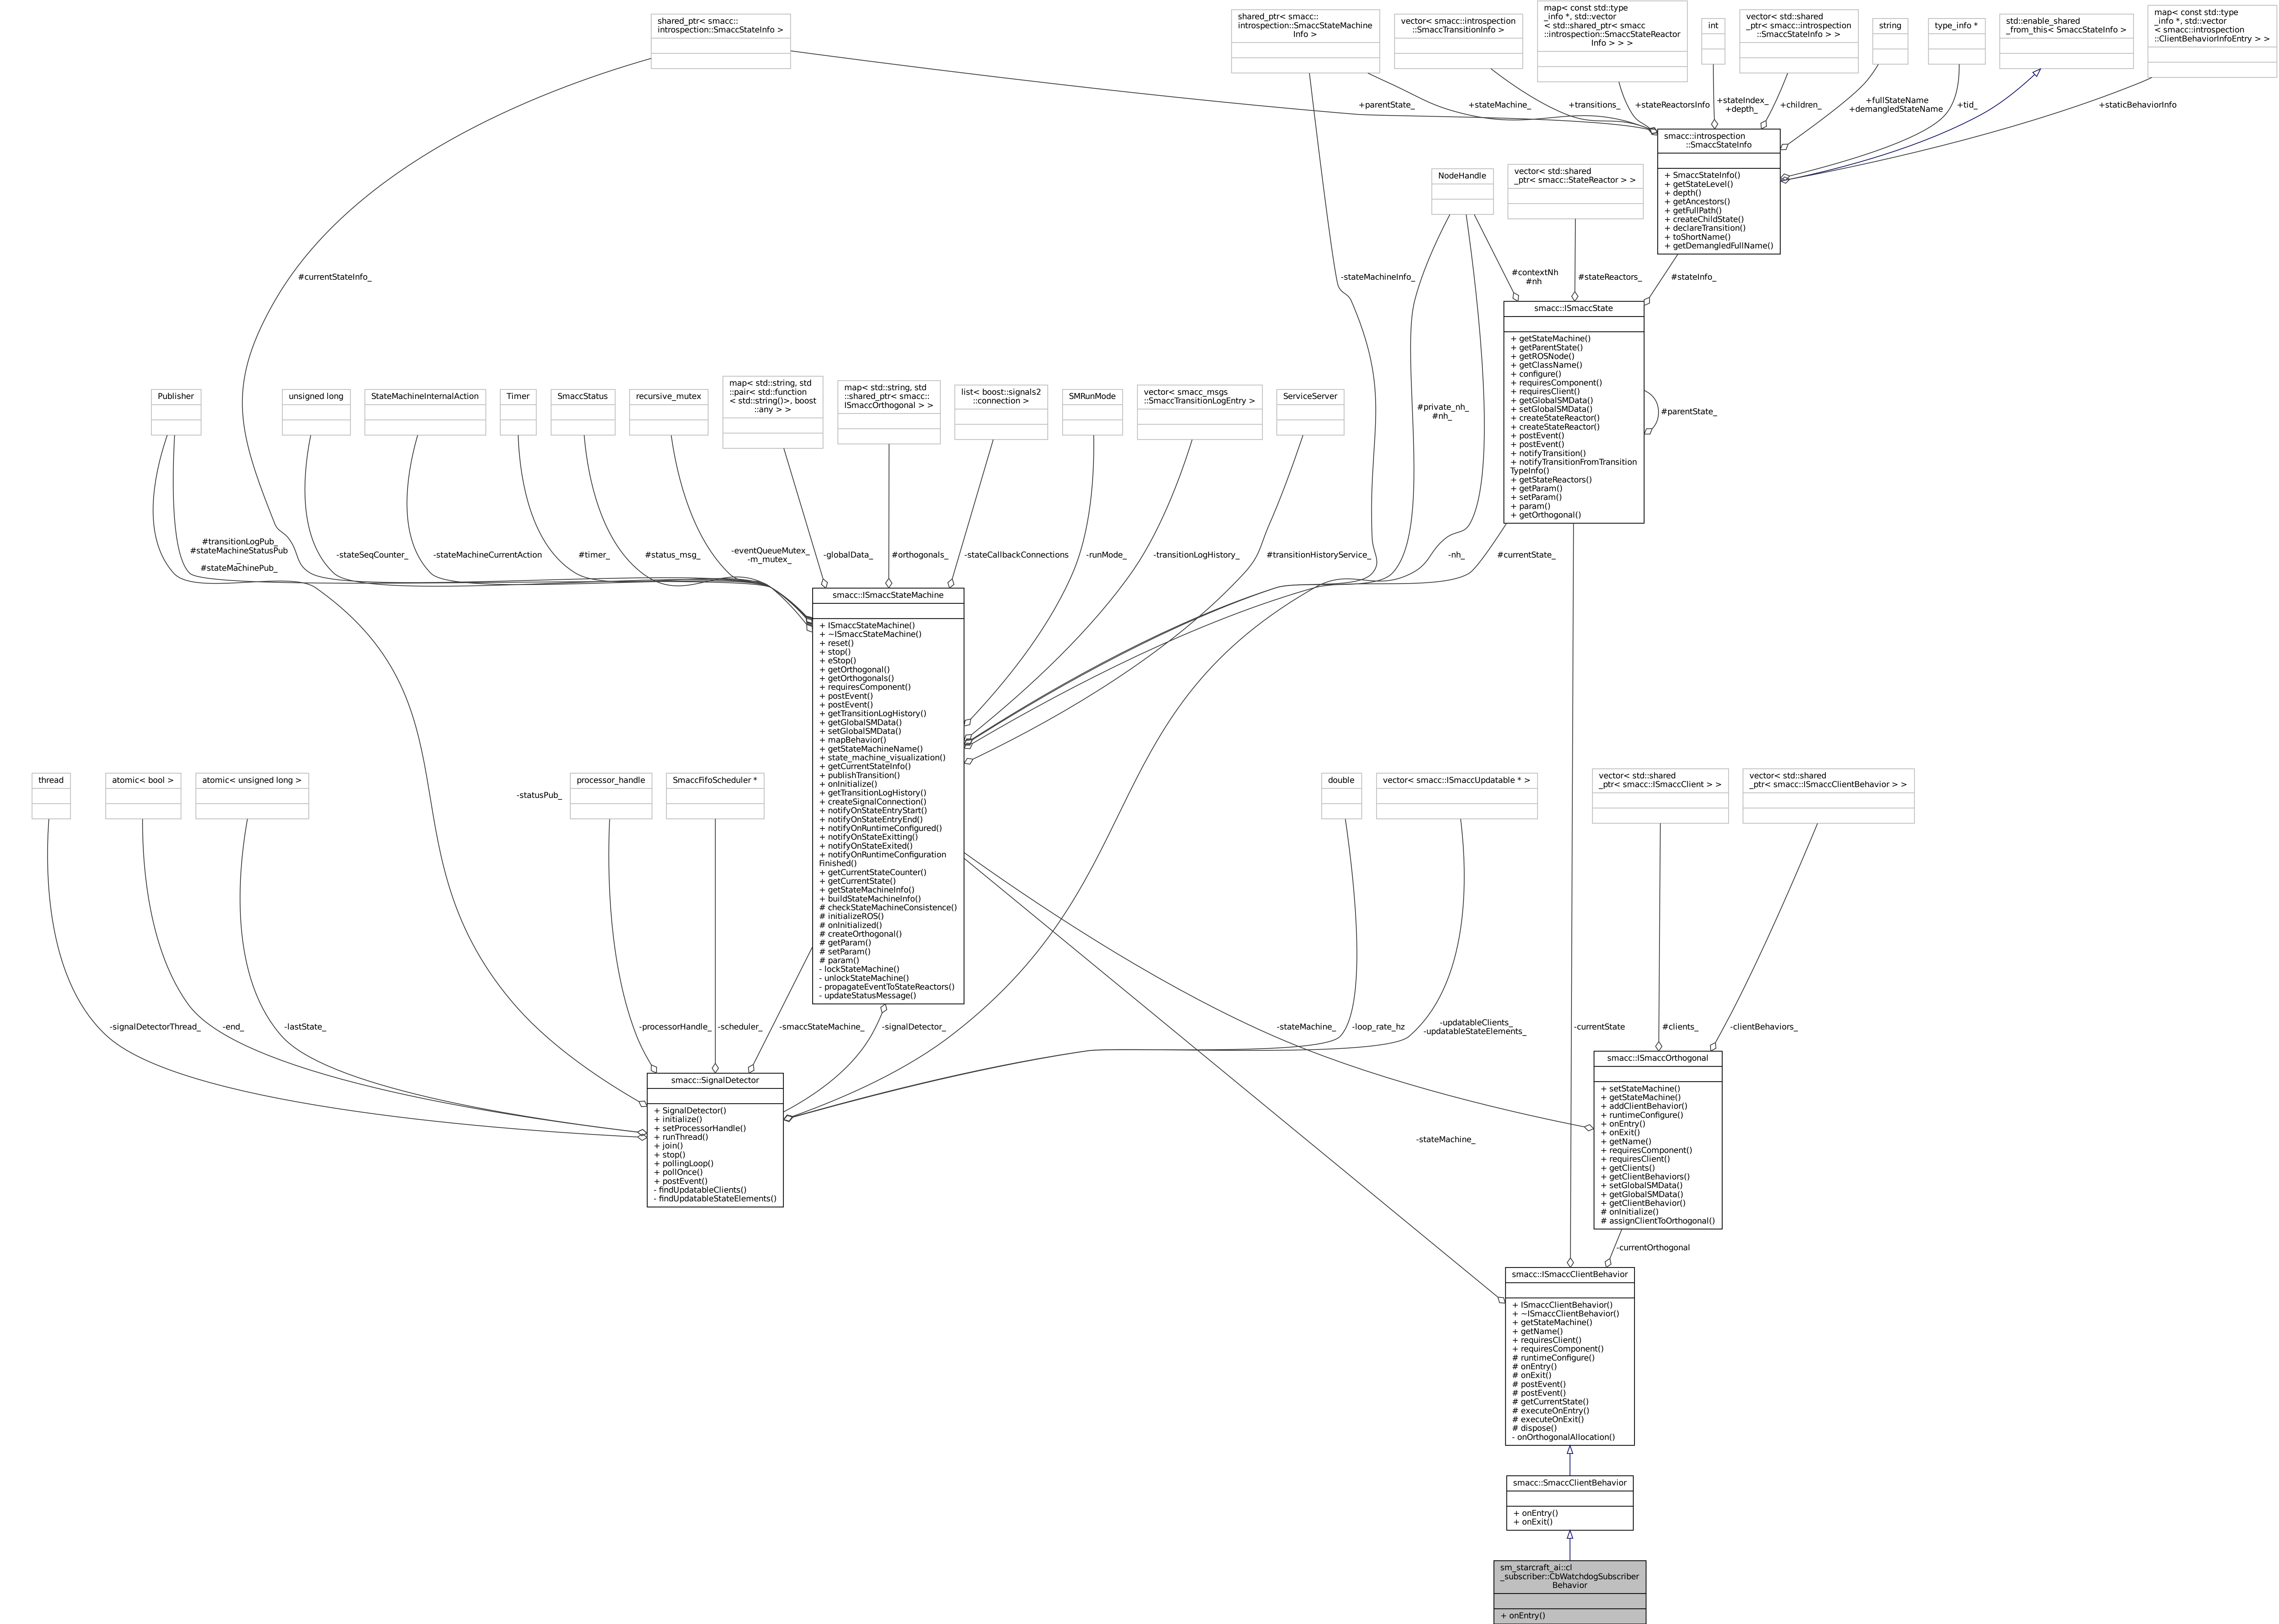 shared_ptr< smacc::
introspection::SmaccStateInfo >
shared_ptr< smacc::
introspection::SmaccStateMachine
Info >
vector< smacc::introspection
::SmaccTransitionInfo >
map< const std::type
_info *, std::vector
< std::shared_ptr< smacc
::introspection::SmaccStateReactor
Info > > >
int
vector< std::shared
_ptr< smacc::introspection
::SmaccStateInfo > >
string
type_info *
std::enable_shared
_from_this< SmaccStateInfo >
map< const std::type
_info *, std::vector
< smacc::introspection
::ClientBehaviorInfoEntry > >
+parentState_
+stateMachine_
+transitions_
+stateReactorsInfo
+stateIndex_
+depth_
+children_
+fullStateName
+demangledStateName
+tid_
+staticBehaviorInfo
smacc::introspection
::SmaccStateInfo
+ SmaccStateInfo()
+ getStateLevel()
+ depth()
+ getAncestors()
+ getFullPath()
+ createChildState()
+ declareTransition()
+ toShortName()
+ getDemangledFullName()
NodeHandle
vector< std::shared
_ptr< smacc::StateReactor > >
#currentStateInfo_
-stateMachineInfo_
#contextNh
#nh
#stateReactors_
#stateInfo_
smacc::ISmaccState
+ getStateMachine()
+ getParentState()
+ getROSNode()
+ getClassName()
+ configure()
+ requiresComponent()
+ requiresClient()
+ getGlobalSMData()
+ setGlobalSMData()
+ createStateReactor()
+ createStateReactor()
+ postEvent()
+ postEvent()
+ notifyTransition()
+ notifyTransitionFromTransition
TypeInfo()
+ getStateReactors()
+ getParam()
+ setParam()
+ param()
+ getOrthogonal()
#parentState_
#private_nh_
#nh_
Publisher
unsigned long
StateMachineInternalAction
Timer
SmaccStatus
recursive_mutex
map< std::string, std
::pair< std::function
< std::string()>, boost
::any > >
map< std::string, std
::shared_ptr< smacc::
ISmaccOrthogonal > >
list< boost::signals2
::connection >
SMRunMode
vector< smacc_msgs
::SmaccTransitionLogEntry >
ServiceServer
#transitionLogPub_
#stateMachineStatusPub
_
#stateMachinePub_
-stateSeqCounter_
-stateMachineCurrentAction
#timer_
#status_msg_
-eventQueueMutex_
-m_mutex_
-globalData_
#orthogonals_
-stateCallbackConnections
-runMode_
-transitionLogHistory_
#transitionHistoryService_
-nh_
#currentState_
smacc::ISmaccStateMachine
+ ISmaccStateMachine()
+ ~ISmaccStateMachine()
+ reset()
+ stop()
+ eStop()
+ getOrthogonal()
+ getOrthogonals()
+ requiresComponent()
+ postEvent()
+ postEvent()
+ getTransitionLogHistory()
+ getGlobalSMData()
+ setGlobalSMData()
+ mapBehavior()
+ getStateMachineName()
+ state_machine_visualization()
+ getCurrentStateInfo()
+ publishTransition()
+ onInitialize()
+ getTransitionLogHistory()
+ createSignalConnection()
+ notifyOnStateEntryStart()
+ notifyOnStateEntryEnd()
+ notifyOnRuntimeConfigured()
+ notifyOnStateExitting()
+ notifyOnStateExited()
+ notifyOnRuntimeConfiguration
Finished()
+ getCurrentStateCounter()
+ getCurrentState()
+ getStateMachineInfo()
+ buildStateMachineInfo()
# checkStateMachineConsistence()
# initializeROS()
# onInitialized()
# createOrthogonal()
# getParam()
# setParam()
# param()
- lockStateMachine()
- unlockStateMachine()
- propagateEventToStateReactors()
- updateStatusMessage()
thread
atomic< bool >
atomic< unsigned long >
-statusPub_
processor_handle
SmaccFifoScheduler *
double
vector< smacc::ISmaccUpdatable * >
vector< std::shared
_ptr< smacc::ISmaccClient > >
vector< std::shared
_ptr< smacc::ISmaccClientBehavior > >
-signalDetectorThread_
-end_
-lastState_
-processorHandle_
-scheduler_
-smaccStateMachine_
-signalDetector_
-stateMachine_
-loop_rate_hz
-updatableClients_
-updatableStateElements_
-currentState
#clients_
-clientBehaviors_
smacc::SignalDetector
+ SignalDetector()
+ initialize()
+ setProcessorHandle()
+ runThread()
+ join()
+ stop()
+ pollingLoop()
+ pollOnce()
+ postEvent()
- findUpdatableClients()
- findUpdatableStateElements()
smacc::ISmaccOrthogonal
+ setStateMachine()
+ getStateMachine()
+ addClientBehavior()
+ runtimeConfigure()
+ onEntry()
+ onExit()
+ getName()
+ requiresComponent()
+ requiresClient()
+ getClients()
+ getClientBehaviors()
+ setGlobalSMData()
+ getGlobalSMData()
+ getClientBehavior()
# onInitialize()
# assignClientToOrthogonal()
-stateMachine_
-currentOrthogonal
smacc::ISmaccClientBehavior
+ ISmaccClientBehavior()
+ ~ISmaccClientBehavior()
+ getStateMachine()
+ getName()
+ requiresClient()
+ requiresComponent()
# runtimeConfigure()
# onEntry()
# onExit()
# postEvent()
# postEvent()
# getCurrentState()
# executeOnEntry()
# executeOnExit()
# dispose()
- onOrthogonalAllocation()
smacc::SmaccClientBehavior
+ onEntry()
+ onExit()
sm_starcraft_ai::cl
_subscriber::CbWatchdogSubscriber
Behavior
+ onEntry()